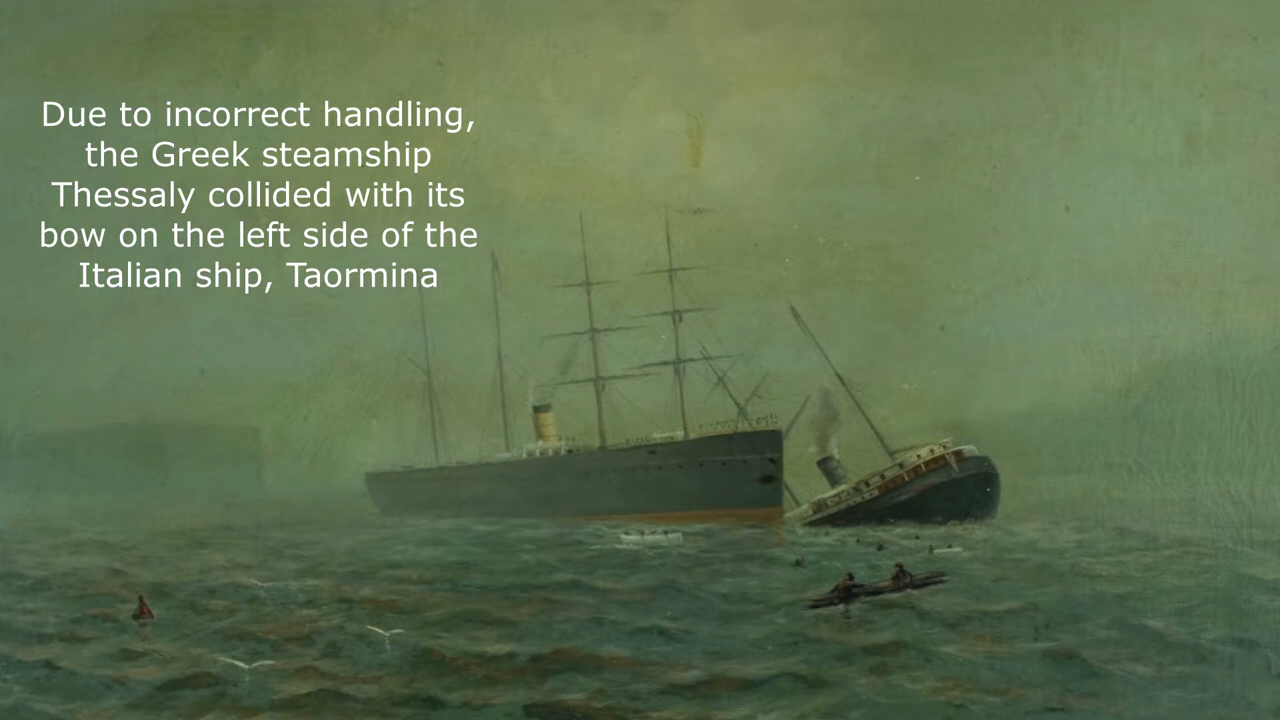 Due to incorrect handling,
the Greek steamship
Thessaly collided with its
bow on the left side of the
Italian ship, Taormina